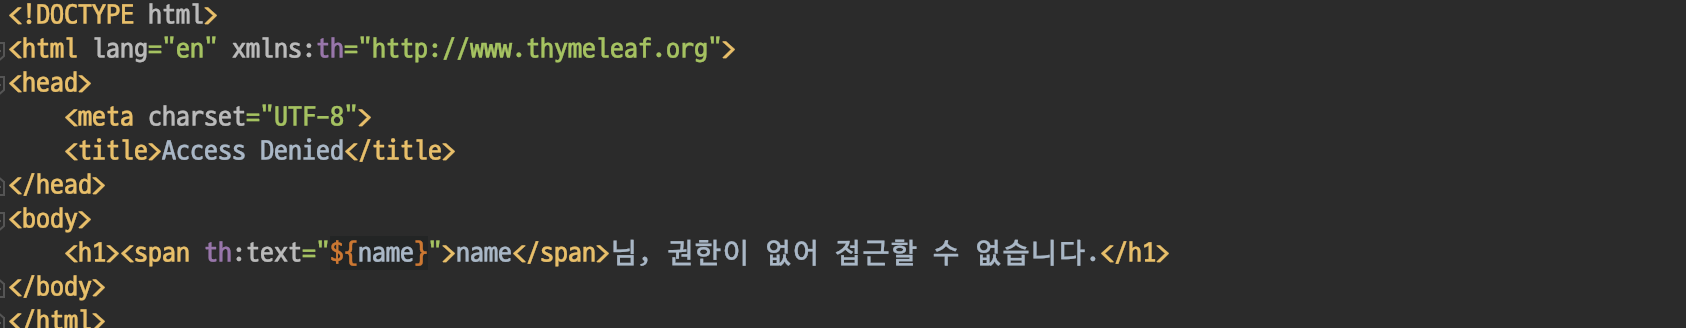 <!DOCTYPE html>
<html lang="en" xmlns:th="http://www.thymeleaf.org">
<head>
    <meta charset="UTF-8">
    <title>Access Denied</title>
</head>
<body>
    <h1><span th:text="${name}">name</span>님, 권한이 없어 접근할 수 없습니다.</h1>
</body>
</html>